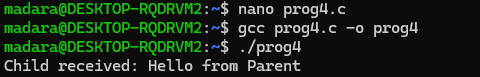 madara@DESKTOP-RQDRVM2:~$ nano prog4.c
madara@DESKTOP-RQDRVM2:~$ gcc prog4.c -o prog4
madara@DESKTOP-RQDRVM2:~$ ./prog4
Child received: Hello from Parent